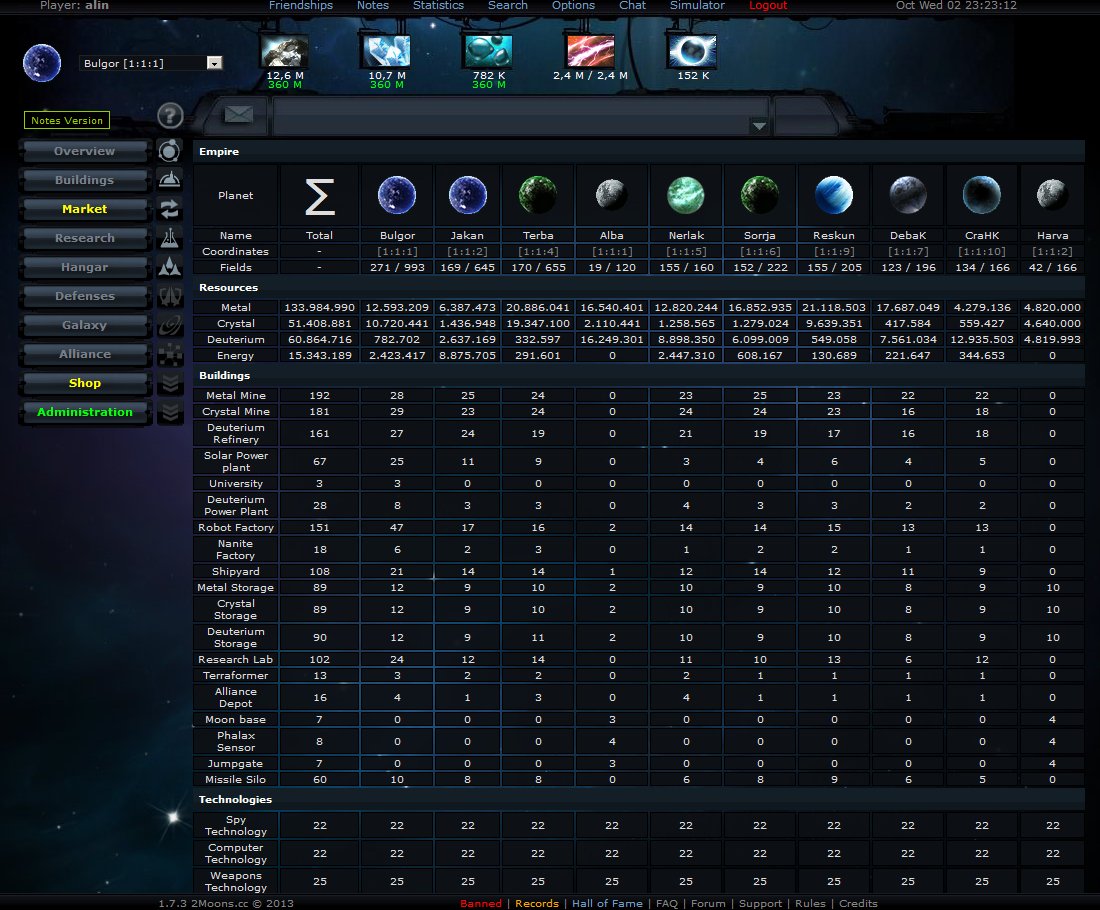 Player: alin Friendships Notes Statistics Search Options Chat Simulator Logout Oct Wed 02 23:23:12
Bulgor [1:1:1]
12,6 M 10,7 M 782 K 2,4 M / 2,4 M 152 K
360 M 360 M 360 M
Notes Version ?
Overview
Buildings
Market
Research
Hangar
Defenses
Galaxy
Alliance
Shop
Administration
Empire
Planet Σ
Name Total Bulgor Jakan Terba Alba Nerlak Sorrja Reskun DebaK CraHK Harva
Coordinates - [1:1:1] [1:1:2] [1:1:4] [1:1:1] [1:1:5] [1:1:6] [1:1:9] [1:1:7] [1:1:10] [1:1:2]
Fields - 271 / 993 169 / 645 170 / 655 19 / 120 155 / 160 152 / 222 155 / 205 123 / 196 134 / 166 42 / 166
Resources
Metal 133.984.990 12.593.209 6.387.473 20.886.041 16.540.401 12.820.244 16.852.935 21.118.503 17.687.049 4.279.136 4.820.000
Crystal 51.408.881 10.720.441 1.436.948 19.347.100 2.110.441 1.258.565 1.279.024 9.639.351 417.584 559.427 4.640.000
Deuterium 60.864.716 782.702 2.637.169 332.597 16.249.301 8.898.350 6.099.009 549.058 7.561.034 12.935.503 4.819.993
Energy 15.343.189 2.423.417 8.875.705 291.601 0 2.447.310 608.167 130.689 221.647 344.653 0
Buildings
Metal Mine 192 28 25 24 0 23 25 23 22 22 0
Crystal Mine 181 29 23 24 0 24 24 23 16 18 0
Deuterium
Refinery 161 27 24 19 0 21 19 17 16 18 0
Solar Power
plant 67 25 11 9 0 3 4 6 4 5 0
University 3 3 0 0 0 0 0 0 0 0 0
Deuterium
Power Plant 28 8 3 3 0 4 3 3 2 2 0
Robot Factory 151 47 17 16 2 14 14 15 13 13 0
Nanite
Factory 18 6 2 3 0 1 2 2 1 1 0
Shipyard 108 21 14 14 1 12 14 12 11 9 0
Metal Storage 89 12 9 10 2 10 9 10 8 9 10
Crystal
Storage 89 12 9 10 2 10 9 10 8 9 10
Deuterium
Storage 90 12 9 11 2 10 9 10 8 9 10
Research Lab 102 24 12 14 0 11 10 13 6 12 0
Terraformer 13 3 2 2 0 2 1 1 1 1 0
Alliance
Depot 16 4 1 3 0 4 1 1 1 1 0
Moon base 7 0 0 0 3 0 0 0 0 0 4
Phalax
Sensor 8 0 0 0 4 0 0 0 0 0 4
Jumpgate 7 0 0 0 3 0 0 0 0 0 4
Missile Silo 60 10 8 8 0 6 8 9 6 5 0
Technologies
Spy
Technology 22 22 22 22 22 22 22 22 22 22 22
Computer
Technology 22 22 22 22 22 22 22 22 22 22 22
Weapons
Technology 25 25 25 25 25 25 25 25 25 25 25
1.7.3 2Moons.cc © 2013 Banned | Records | Hall of Fame | FAQ | Forum | Support | Rules | Credits